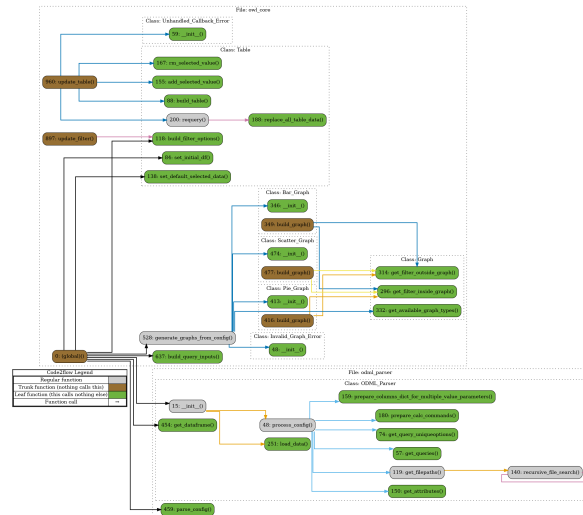 File: owl_core
Class: Unhandled_Callback_Error
59: __init__()
Class: Table
167: rm_selected_value()
960: update_table()
155: add_selected_value()
88: build_table()
200: requery()
188: replace_all_table_data()
887: update_filter()
118: build_filter_options()
64: set_initial_df()
138: set_default_selected_data()
Class: Bar_Graph
346: __init__()
349: build_graph()
Class: Scatter_Graph
474: __init__()
477: build_graph()
Class: Graph
314: get_filter_outside_graph()
296: get_filter_inside_graph()
332: get_available_graph_types()
Class: Pie_Graph
413: __init__()
416: build_graph()
528: generate_graphs_from_config()
Class: Invalid_Graph_Error
48: __init__()
0: (global)()
637: build_query_inputs()
Code2flow Legend
Regular function
Trunk function (nothing calls this)
Leaf function (this calls nothing else)
Function call
→
File: odml_parser
Class: ODML_Parser
159: prepare_columns_dict_for_multiple_value_parameters()
15: __init__()
180: prepare_calc_commands()
454: get_dataframe()
48: process_config()
74: get_query_uniqueoptions()
251: load_data()
57: get_queries()
119: get_filepaths()
140: recursive_file_search()
150: get_attributes()
459: parse_config()